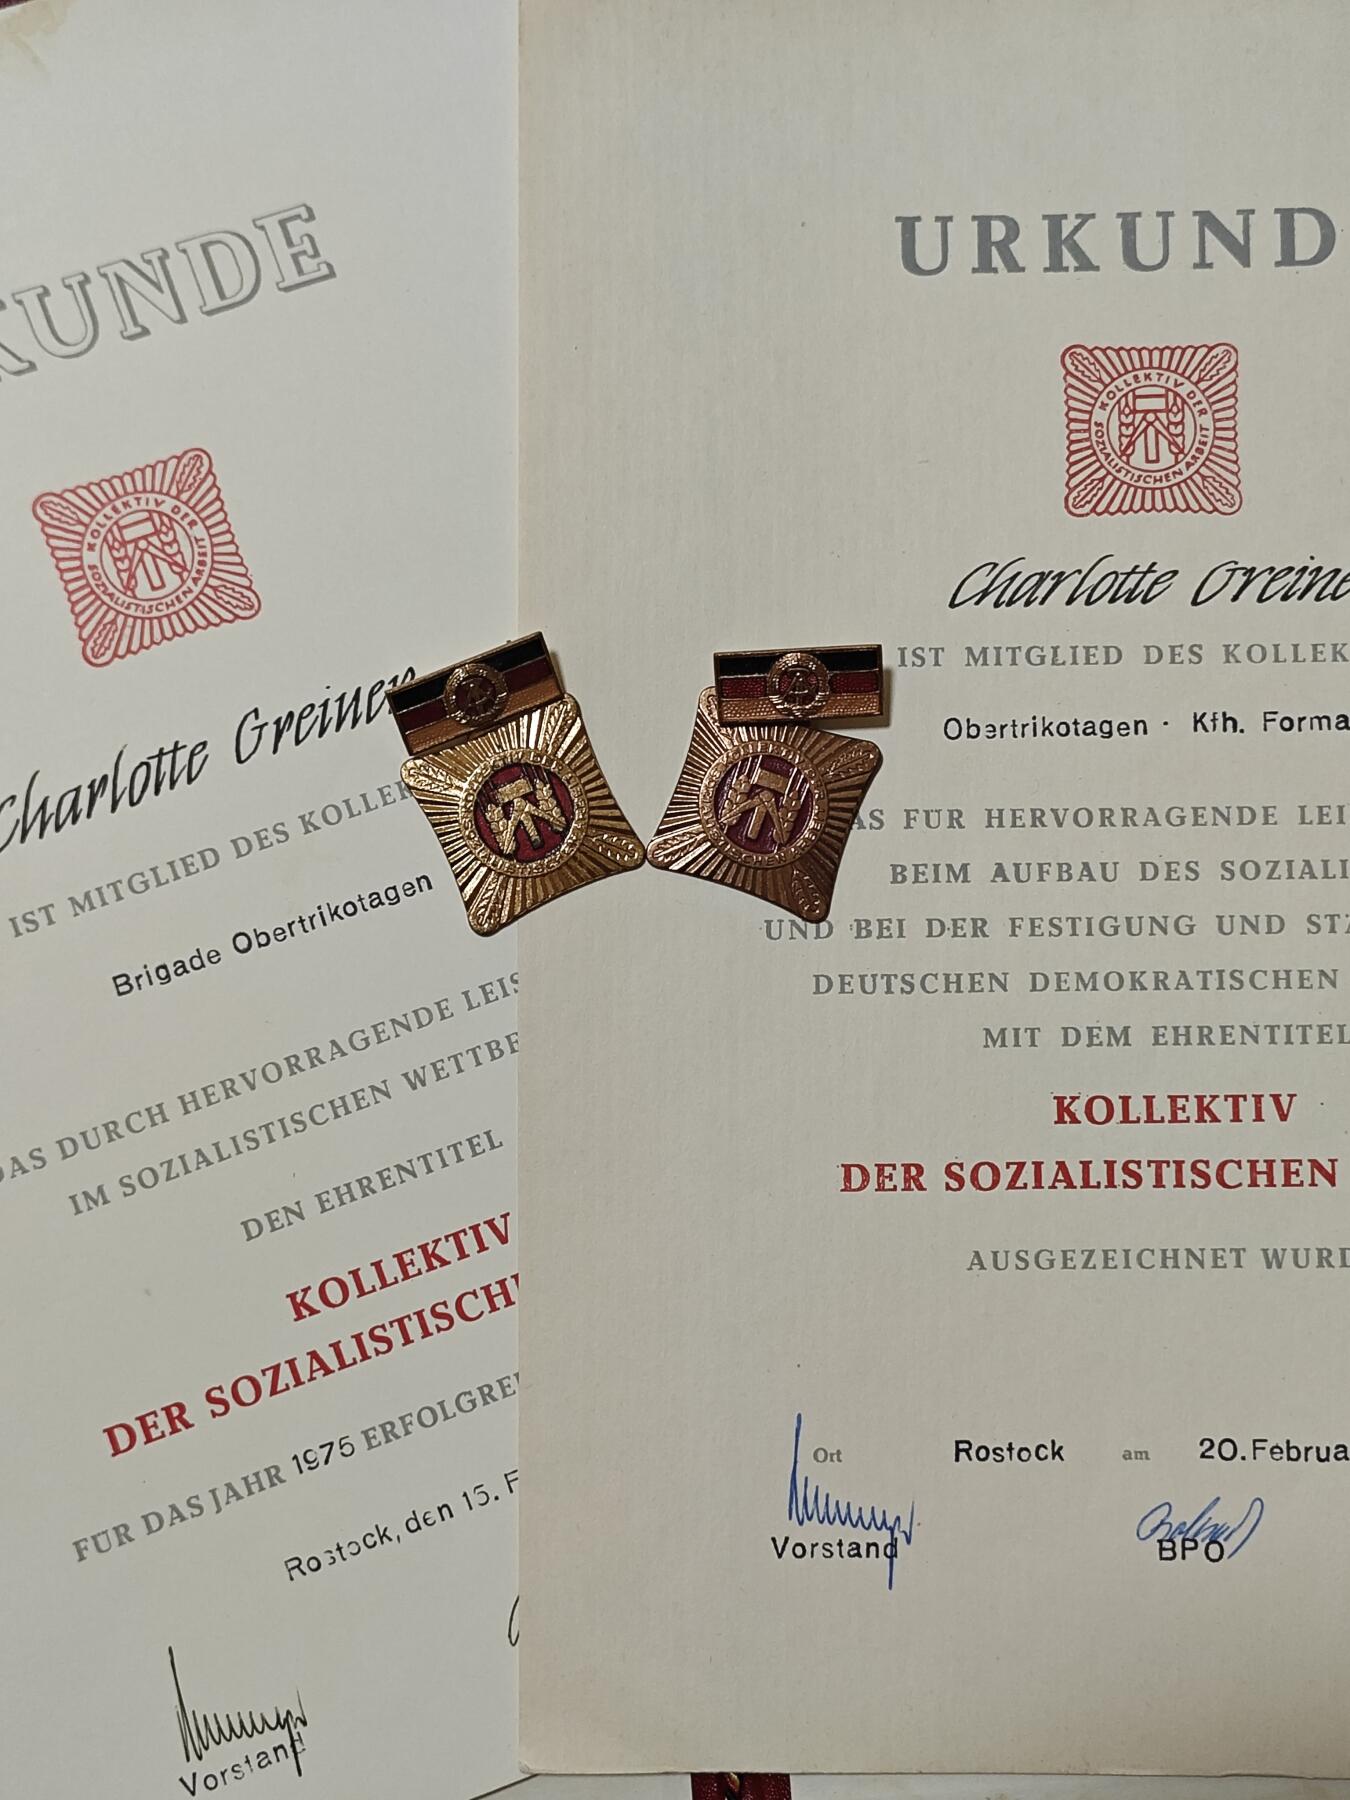 KUNDE
KOLLEKTIV DER
SOZIALISTISCHEN ARBEIT
Charlotte Greiner
IST MITGLIED DES KOLLEK
Brigade Obertrikotagen
DAS DURCH HERVORRAGENDE LEIS
IM SOZIALISTISCHEN WETTBE
DEN EHRENTITEL
KOLLEKTIV
DER SOZIALISTISCH
FÜR DAS JAHR 1975 ERFOLGREI
Rostock, den 15. F
Vorstand
URKUND
KOLLEKTIV DER
SOZIALISTISCHEN ARBEIT
Charlotte Greine
IST MITGLIED DES KOLLEK
Obertrikotagen · Kfh. Forma
AS FÜR HERVORRAGENDE LEI
BEIM AUFBAU DES SOZIALI
UND BEI DER FESTIGUNG UND STÄ
DEUTSCHEN DEMOKRATISCHEN
MIT DEM EHRENTITEL
KOLLEKTIV
DER SOZIALISTISCHEN
AUSGEZEICHNET WURD
Ort Rostock am 20. Februa
Vorstand BPO